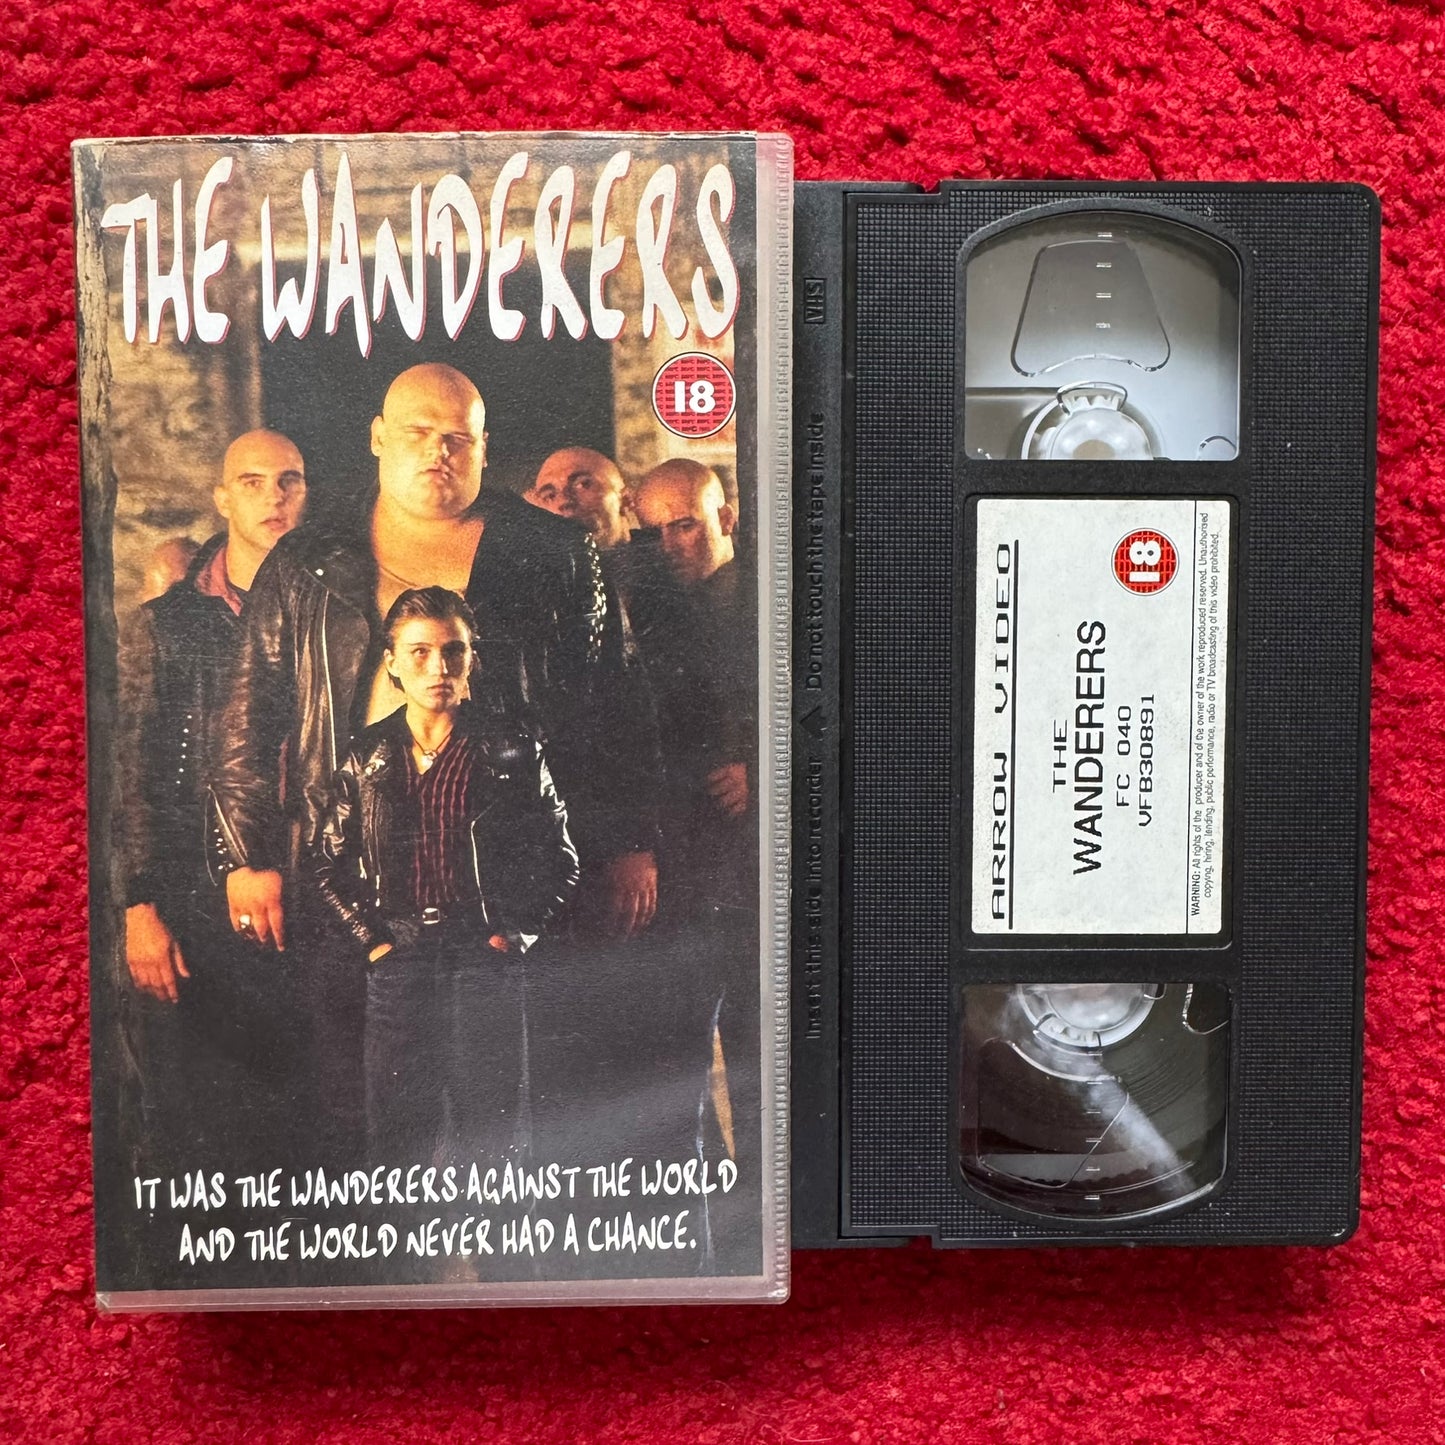 THE WANDERERS
18
IT WAS THE WANDERERS AGAINST THE WORLD
AND THE WORLD NEVER HAD A CHANCE.
VHS
Insert this side into recorder Do not touch the tape inside
ARROW VIDEO
18
THE
WANDERERS
FC 040
VFB30891
WARNING: All rights of the producer and of the owner of the work reproduced reserved. Unauthorised
copying, hiring, lending, public performance, radio or TV broadcasting of this video prohibited.